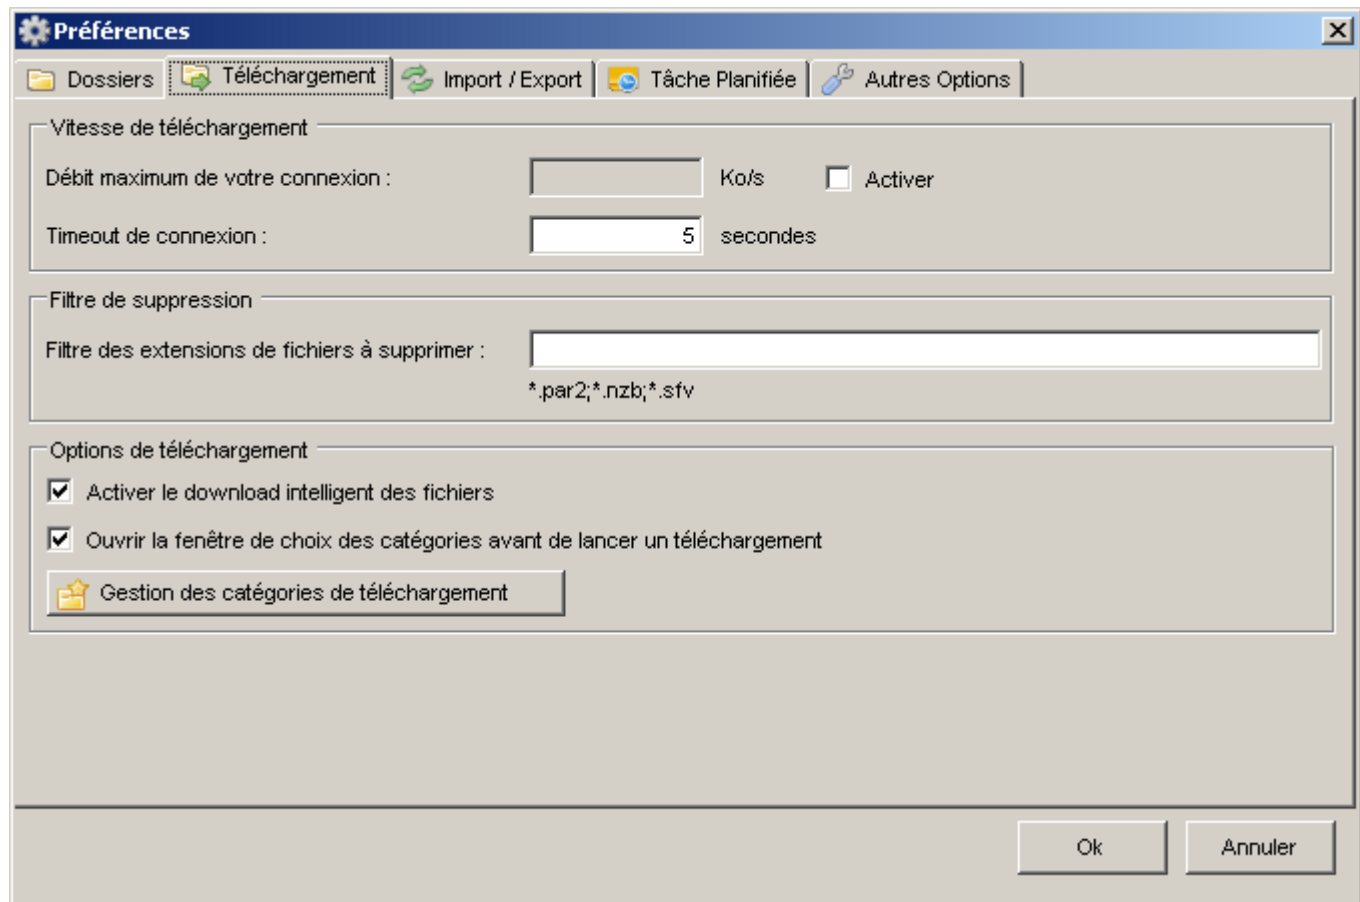 Préférences
Dossiers Téléchargement Import / Export Tâche Planifiée Autres Options
Vitesse de téléchargement
Débit maximum de votre connexion : Ko/s Activer
Timeout de connexion : 5 secondes
Filtre de suppression
Filtre des extensions de fichiers à supprimer :
*.par2;*.nzb;*.sfv
Options de téléchargement
Activer le download intelligent des fichiers
Ouvrir la fenêtre de choix des catégories avant de lancer un téléchargement
Gestion des catégories de téléchargement
Ok Annuler